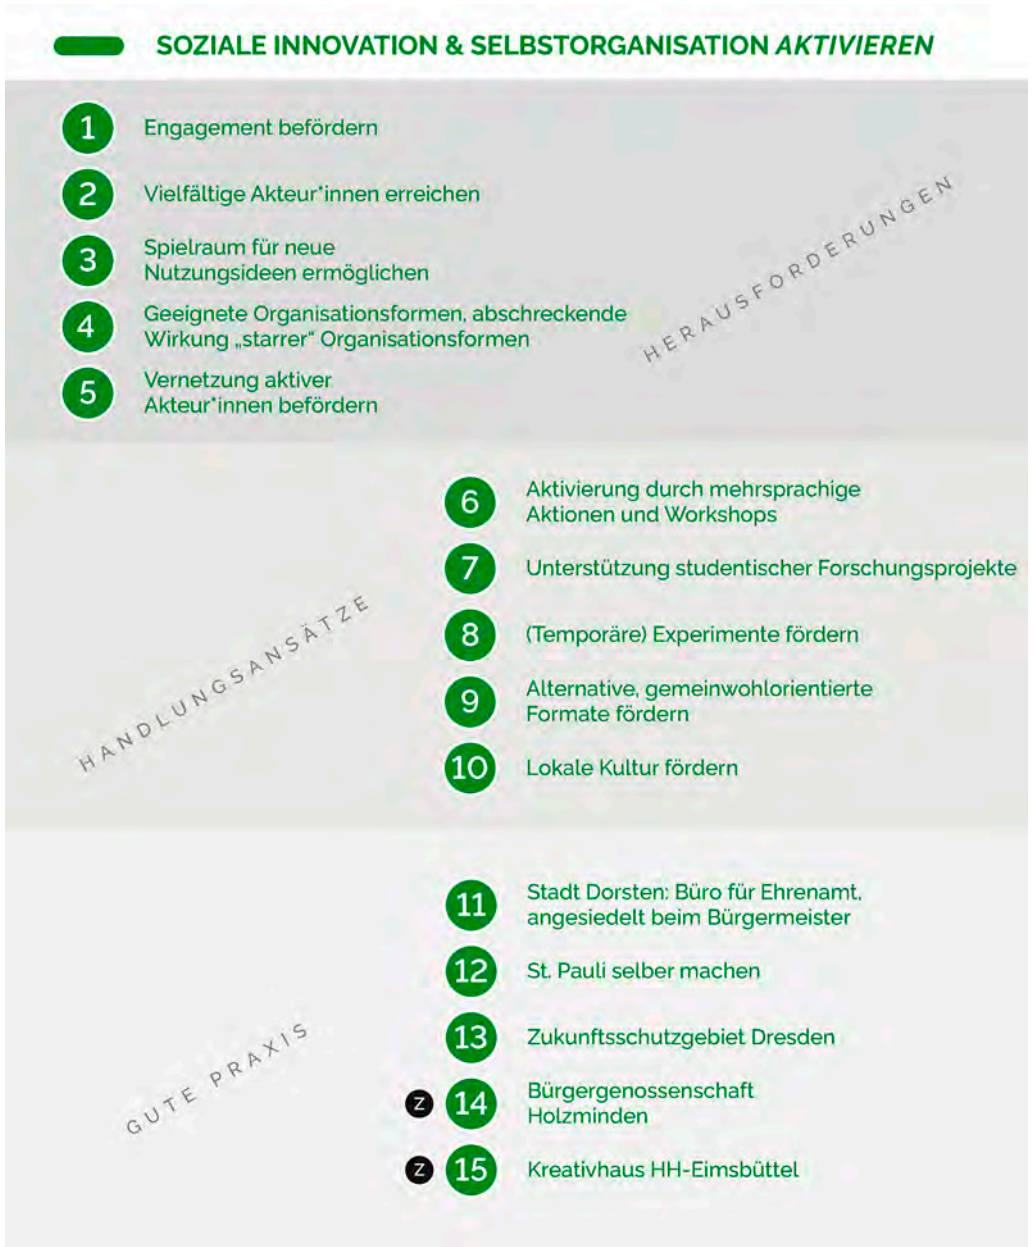 SOZIALE INNOVATION & SELBSTORGANISATION AKTIVIEREN
1 Engagement befördern
2 Vielfältige Akteur*innen erreichen
3 Spielraum für neue
Nutzungsideen ermöglichen
4 Geeignete Organisationsformen, abschreckende
Wirkung „starrer" Organisationsformen
5 Vernetzung aktiver
Akteur*innen befördern
HERAUSFORDERUNGEN
6 Aktivierung durch mehrsprachige
Aktionen und Workshops
7 Unterstützung studentischer Forschungsprojekte
8 (Temporäre) Experimente fördern
9 Alternative, gemeinwohlorientierte
Formate fördern
10 Lokale Kultur fördern
HANDLUNGSANSÄTZE
11 Stadt Dorsten: Büro für Ehrenamt,
angesiedelt beim Bürgermeister
12 St. Pauli selber machen
13 Zukunftsschutzgebiet Dresden
Z 14 Bürgergenossenschaft
Holzminden
Z 15 Kreativhaus HH-Eimsbüttel
GUTE PRAXIS